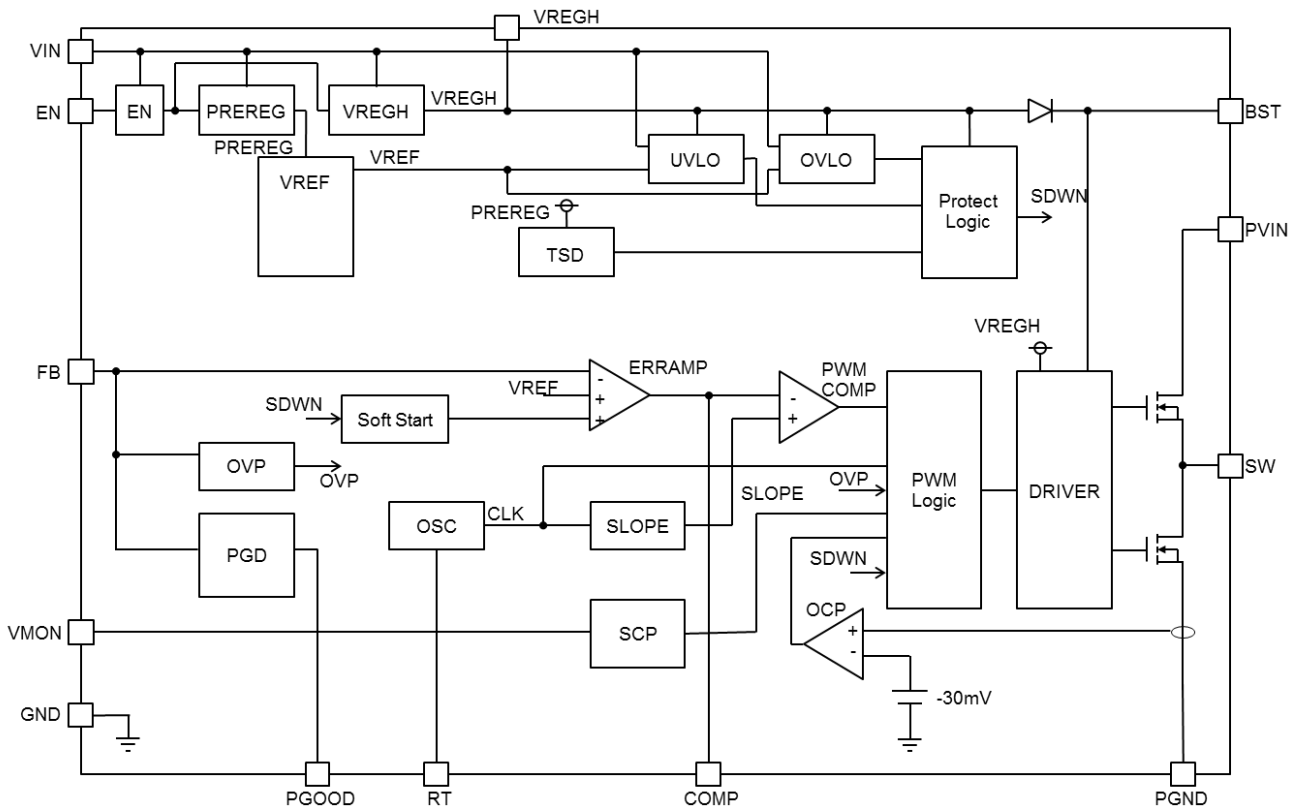 VREGH
VIN
EN
EN
PREREG
VREGH
VREGH
BST
PREREG
VREF
VREF
UVLO
OVLO
Protect
Logic
SDWN
PREREG
TSD
PVIN
VREGH
FB
ERRAMP
-
+
+
VREF
SDWN
Soft Start
PWM
COMP
-
+
OVP
OVP
OSC
CLK
SLOPE
SLOPE
OVP
PWM
Logic
DRIVER
SW
PGD
SDWN
VMON
SCP
OCP
+
-
-30mV
GND
PGOOD
RT
COMP
PGND